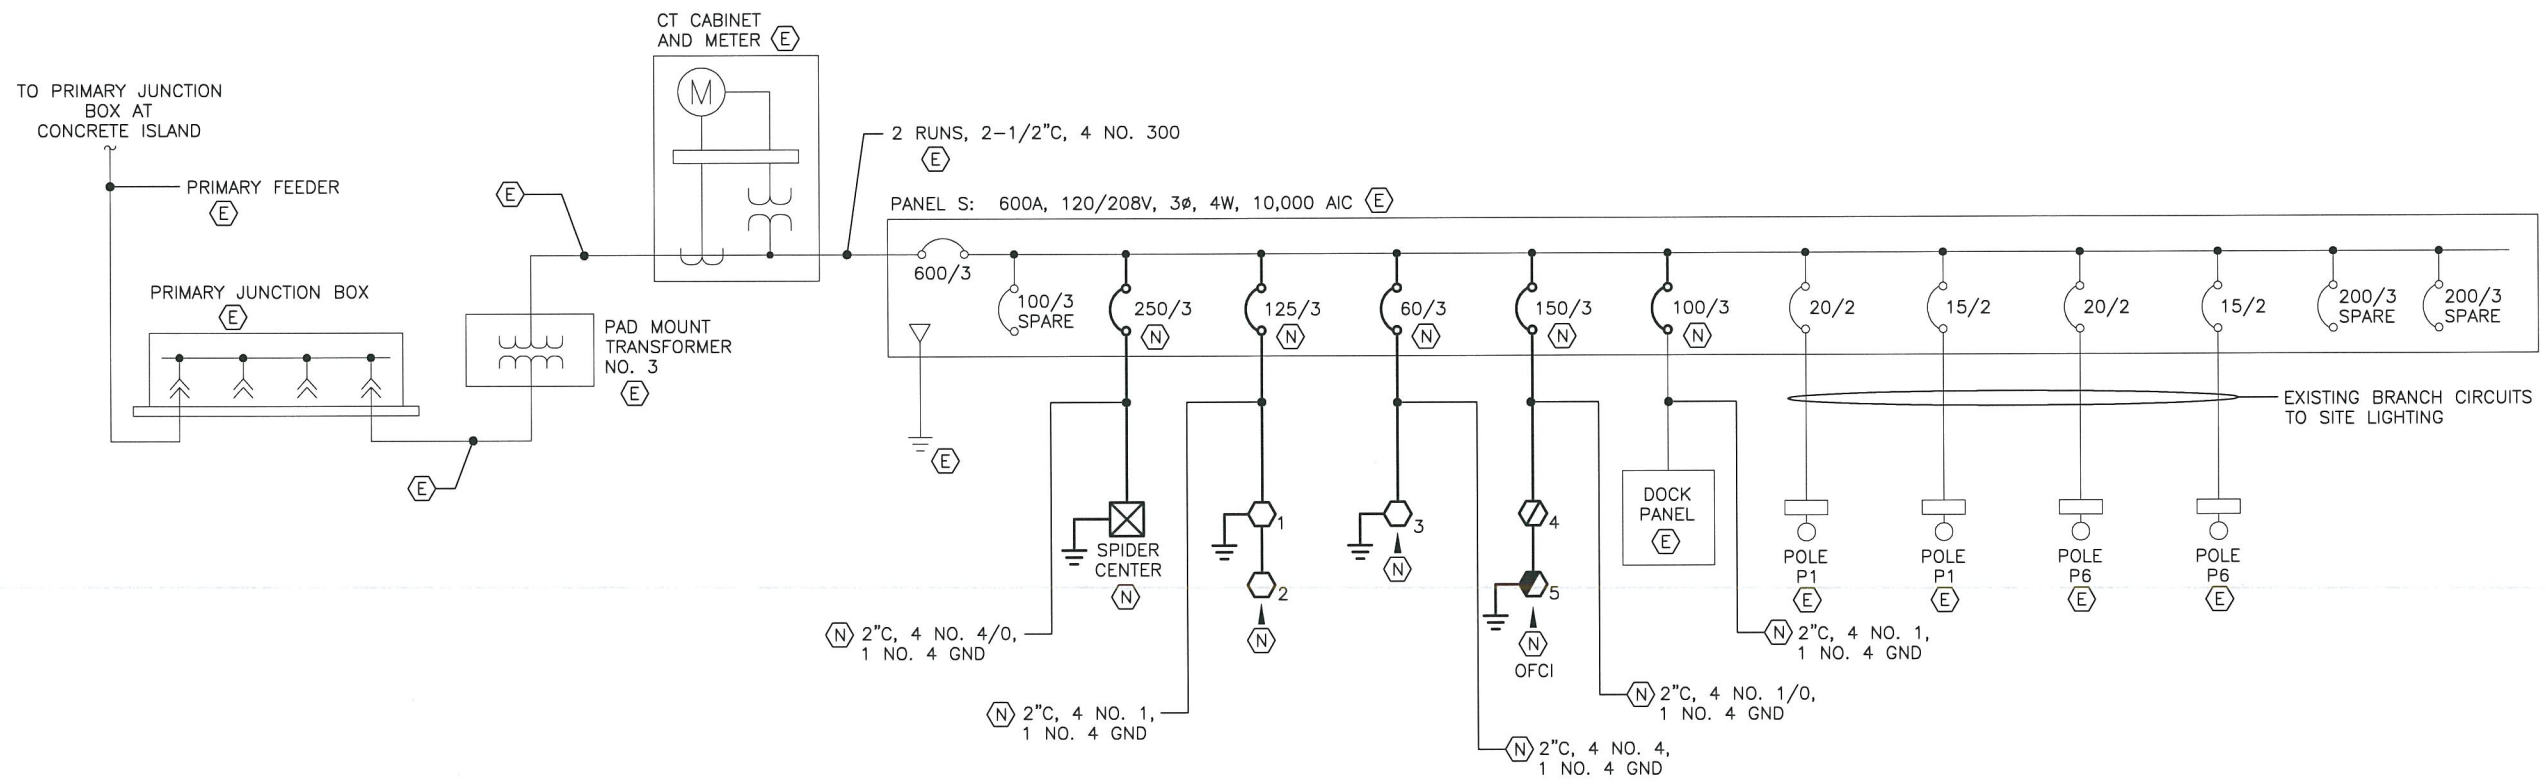 CT CABINET
AND METER E
M
TO PRIMARY JUNCTION
BOX AT
CONCRETE ISLAND
PRIMARY FEEDER
E
E
2 RUNS, 2-1/2"C, 4 NO. 300
E
PANEL S: 600A, 120/208V, 3ø, 4W, 10,000 AIC E
PRIMARY JUNCTION BOX
E
PAD MOUNT
TRANSFORMER
NO. 3
E
E
600/3
E
100/3
SPARE
250/3
N
125/3
N
60/3
N
150/3
N
100/3
N
20/2
15/2
20/2
15/2
200/3
SPARE
200/3
SPARE
EXISTING BRANCH CIRCUITS
TO SITE LIGHTING
SPIDER
CENTER
N
1
2
N
3
N
4
5
N
OFCI
DOCK
PANEL
E
POLE
P1
E
POLE
P1
E
POLE
P6
E
POLE
P6
E
N 2"C, 4 NO. 4/0,
1 NO. 4 GND
N 2"C, 4 NO. 1,
1 NO. 4 GND
N 2"C, 4 NO. 4,
1 NO. 4 GND
N 2"C, 4 NO. 1/0,
1 NO. 4 GND
N 2"C, 4 NO. 1,
1 NO. 4 GND